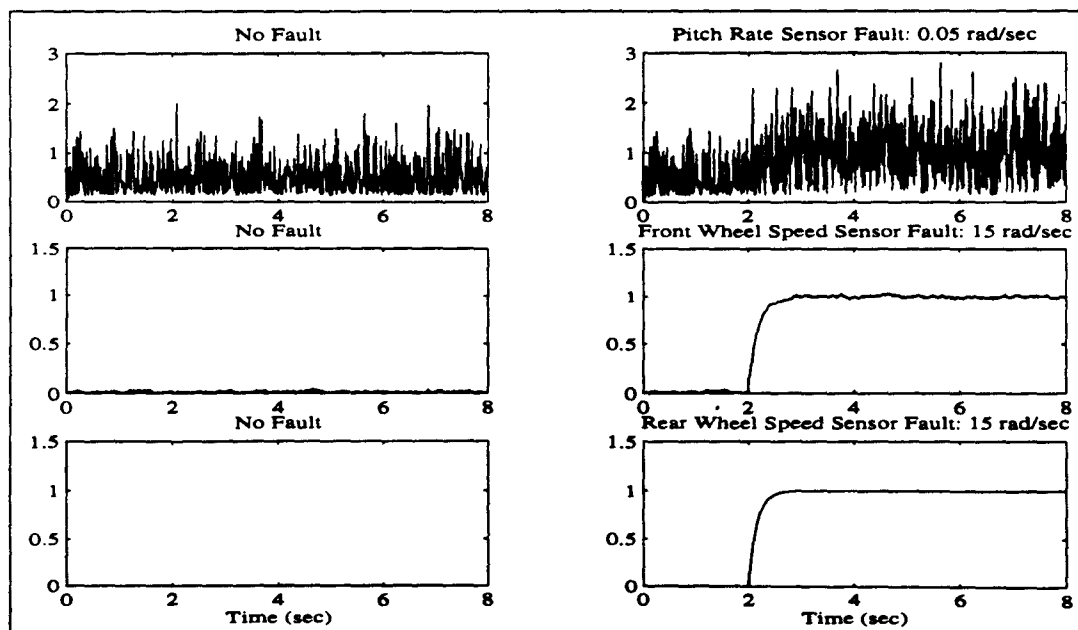 No Fault
Pitch Rate Sensor Fault: 0.05 rad/sec
3
2
1
0
0 2 4 6 8
3
2
1
0
0 2 4 6 8
No Fault
Front Wheel Speed Sensor Fault: 15 rad/sec
1.5
1
0.5
0
0 2 4 6 8
1.5
1
0.5
0
0 2 4 6 8
No Fault
Rear Wheel Speed Sensor Fault: 15 rad/sec
1.5
1
0.5
0
0 2 4 6 8
Time (sec)
1.5
1
0.5
0
0 2 4 6 8
Time (sec)